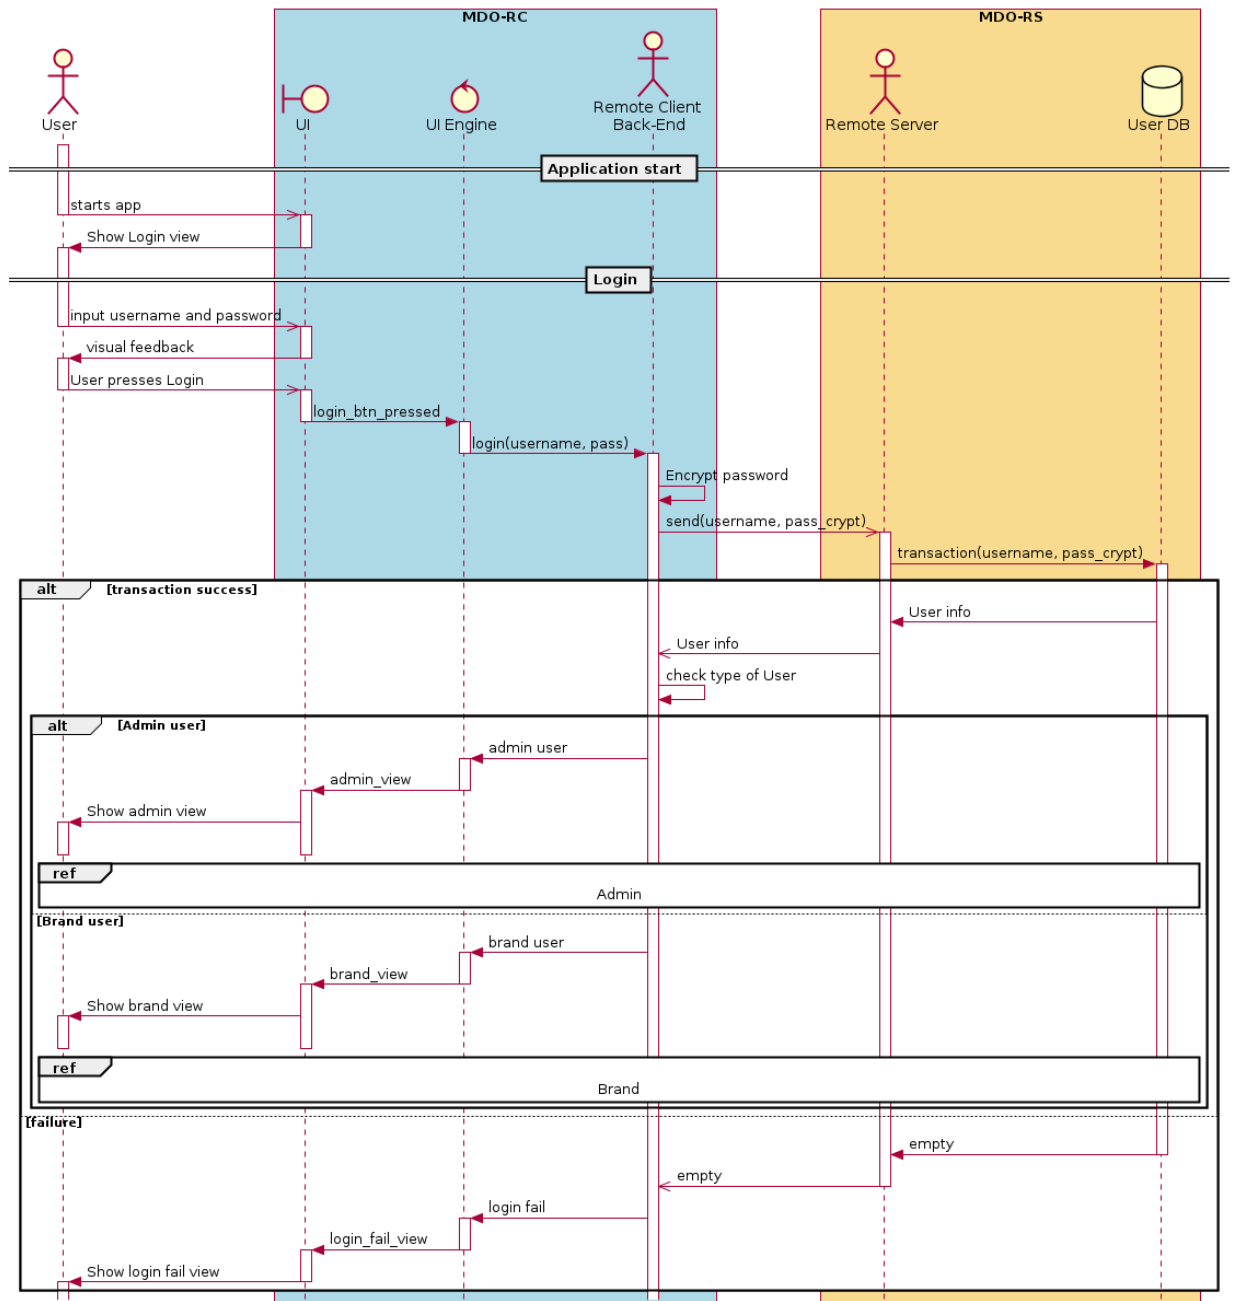 MDO-RC
MDO-RS
User
UI
UI Engine
Remote Client
Back-End
Remote Server
User DB
Application start
starts app
Show Login view
Login
input username and password
visual feedback
User presses Login
login_btn_pressed
login(username, pass)
Encrypt password
send(username, pass_crypt)
transaction(username, pass_crypt)
alt
[transaction success]
User info
User info
check type of User
alt
[Admin user]
admin user
admin_view
Show admin view
ref
Admin
[Brand user]
brand user
brand_view
Show brand view
ref
Brand
[failure]
empty
empty
login fail
login_fail_view
Show login fail view